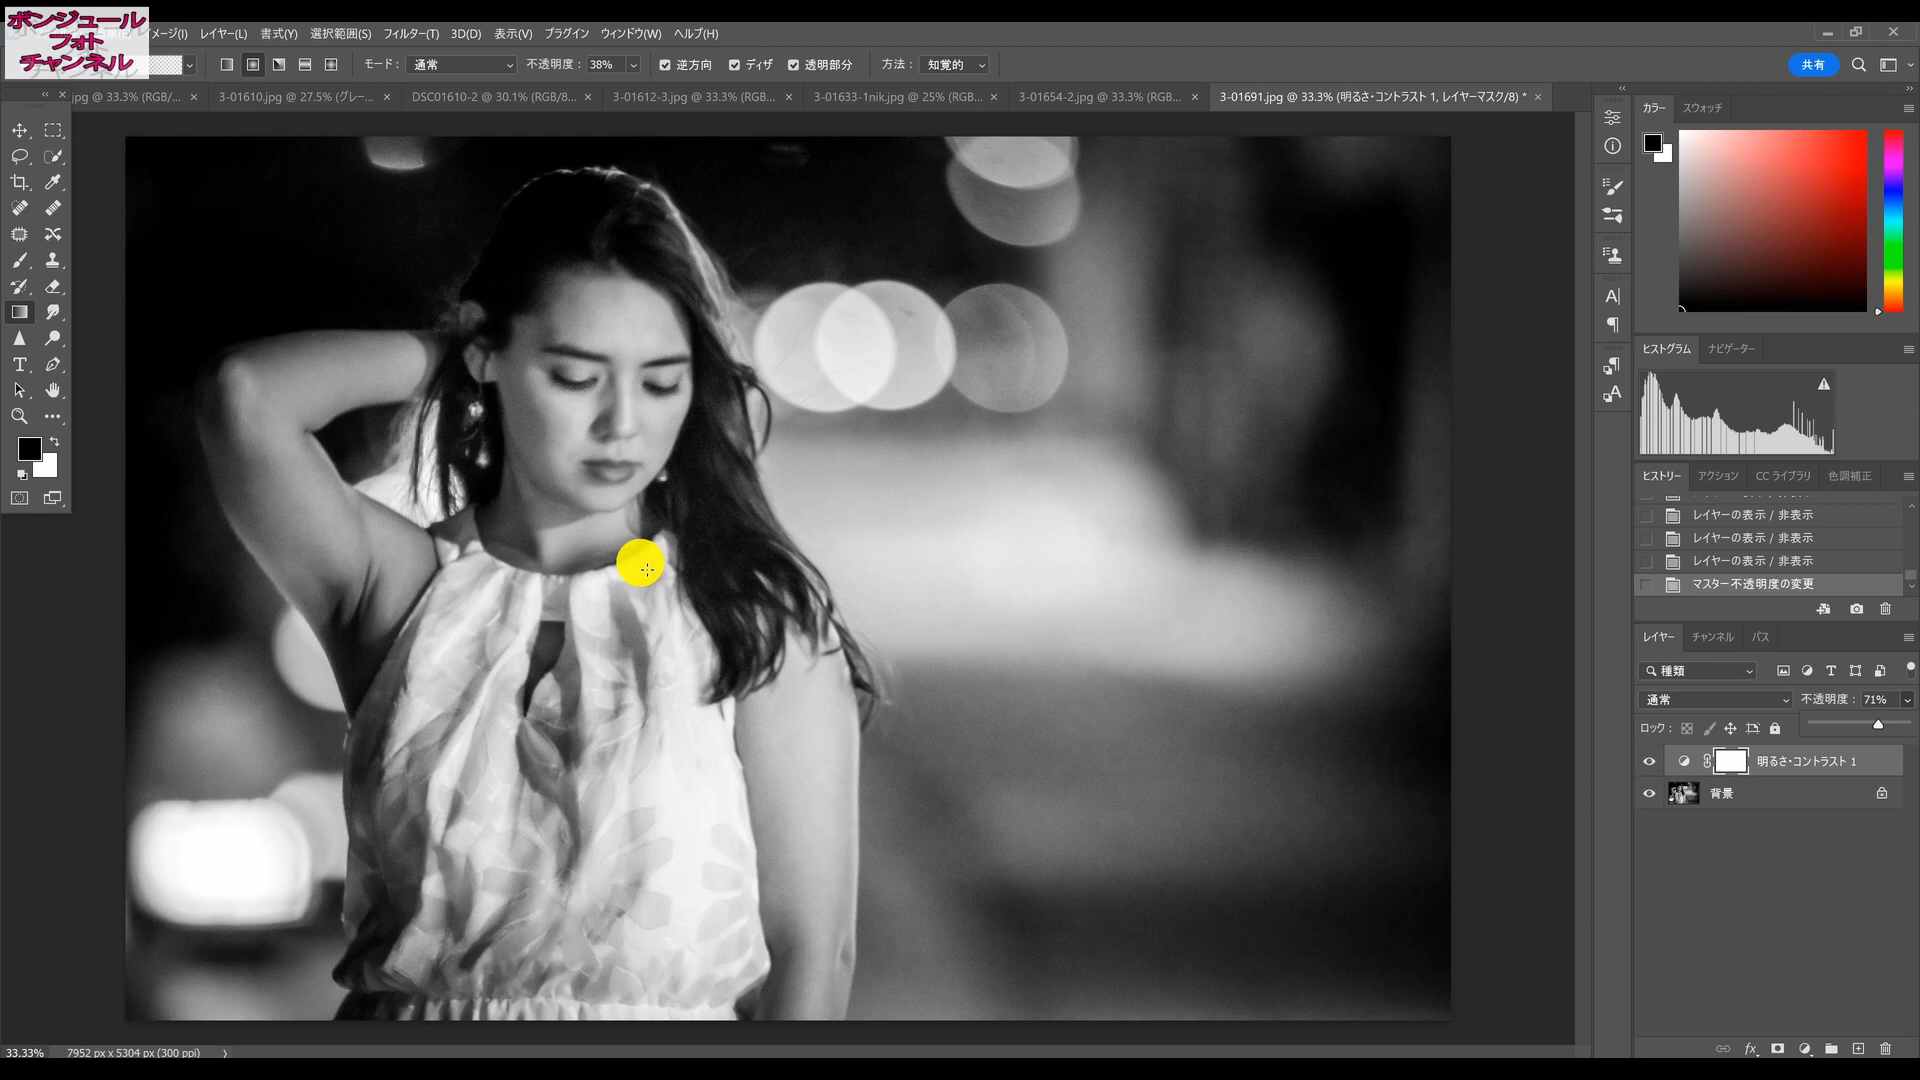 ボンジュール
フォト
チャンネル
イメージ(I) レイヤー(L) 書式(Y) 選択範囲(S) フィルター(T) 3D(D) 表示(V) プラグイン ウィンドウ(W) ヘルプ(H)
モード : 通常 不透明度 : 38% 逆方向 ディザ 透明部分 方法 : 知覚的 共有
jpg @ 33.3% (RGB/... × 3-01610.jpg @ 27.5% (グレー... × DSC01610-2 @ 30.1% (RGB/8... × 3-01612-3.jpg @ 33.3% (RGB... × 3-01633-1nik.jpg @ 25% (RGB... × 3-01654-2.jpg @ 33.3% (RGB... × 3-01691.jpg @ 33.3% (明るさ・コントラスト 1, レイヤーマスク/8) * ×
カラー スウォッチ
ヒストグラム ナビゲーター
ヒストリー アクション CC ライブラリ 色調補正
レイヤーの表示 / 非表示
レイヤーの表示 / 非表示
レイヤーの表示 / 非表示
マスター不透明度の変更
レイヤー チャンネル パス
種類
通常 不透明度 : 71%
ロック :
明るさ・コントラスト 1
背景
fx
33.33% 7952 px x 5304 px (300 ppi)